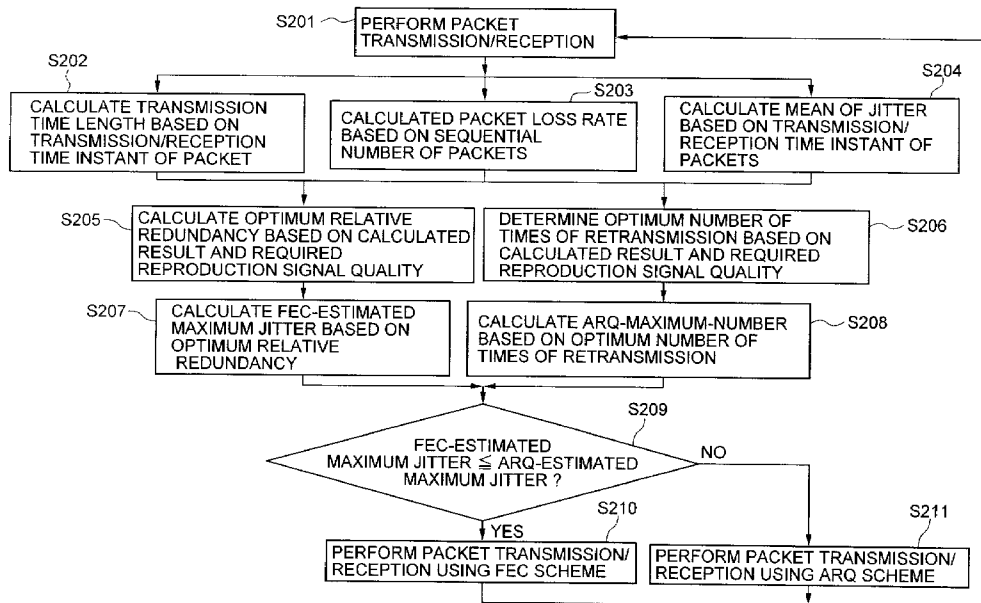 S201
PERFORM PACKET
TRANSMISSION/RECEPTION
S202
CALCULATE TRANSMISSION
TIME LENGTH BASED ON
TRANSMISSION/RECEPTION
TIME INSTANT OF PACKET
S203
CALCULATED PACKET LOSS RATE
BASED ON SEQUENTIAL
NUMBER OF PACKETS
S204
CALCULATE MEAN OF JITTER
BASED ON TRANSMISSION/
RECEPTION TIME INSTANT OF
PACKETS
S205
CALCULATE OPTIMUM RELATIVE
REDUNDANCY BASED ON CALCULATED
RESULT AND REQUIRED
REPRODUCTION SIGNAL QUALITY
DETERMINE OPTIMUM NUMBER OF
TIMES OF RETRANSMISSION BASED ON
CALCULATED RESULT AND REQUIRED
REPRODUCTION SIGNAL QUALITY
S206
S207
CALCULATE FEC-ESTIMATED
MAXIMUM JITTER BASED ON
OPTIMUM RELATIVE
REDUNDANCY
CALCULATE ARQ-MAXIMUM-NUMBER
BASED ON OPTIMUM NUMBER OF
TIMES OF RETRANSMISSION
S208
S209
FEC-ESTIMATED
MAXIMUM JITTER ≦ ARQ-ESTIMATED
MAXIMUM JITTER ?
NO
YES
S210
PERFORM PACKET TRANSMISSION/
RECEPTION USING FEC SCHEME
S211
PERFORM PACKET TRANSMISSION/
RECEPTION USING ARQ SCHEME